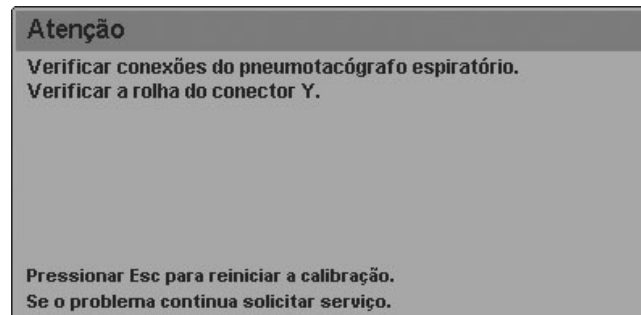 Atenção
Verificar conexões do pneumotacógrafo espiratório.
Verificar a rolha do conector Y.
Pressionar Esc para reiniciar a calibração.
Se o problema continua solicitar serviço.